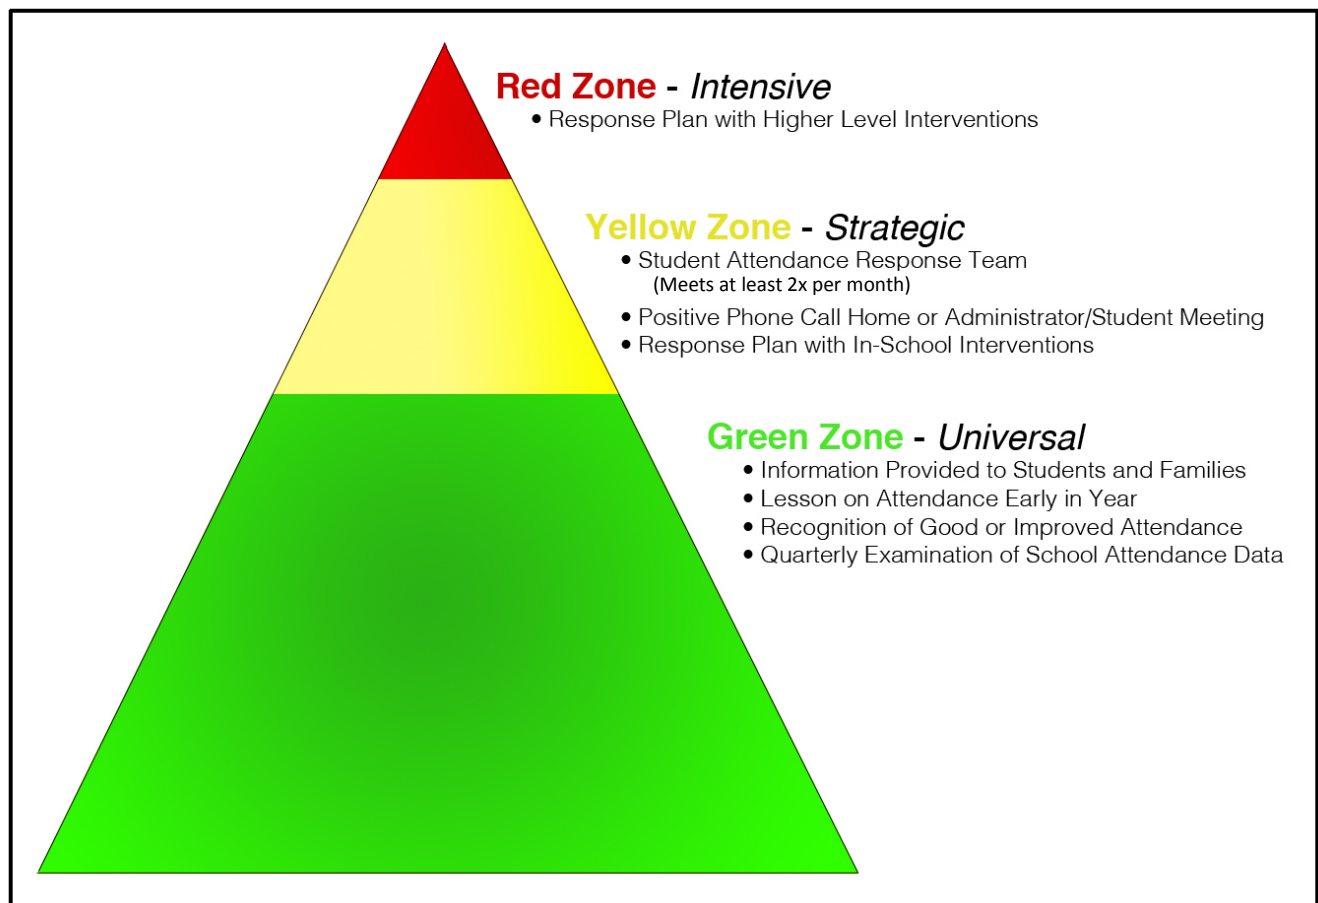 Red Zone - Intensive
• Response Plan with Higher Level Interventions
Yellow Zone - Strategic
• Student Attendance Response Team
(Meets at least 2x per month)
• Positive Phone Call Home or Administrator/Student Meeting
• Response Plan with In-School Interventions
Green Zone - Universal
• Information Provided to Students and Families
• Lesson on Attendance Early in Year
• Recognition of Good or Improved Attendance
• Quarterly Examination of School Attendance Data